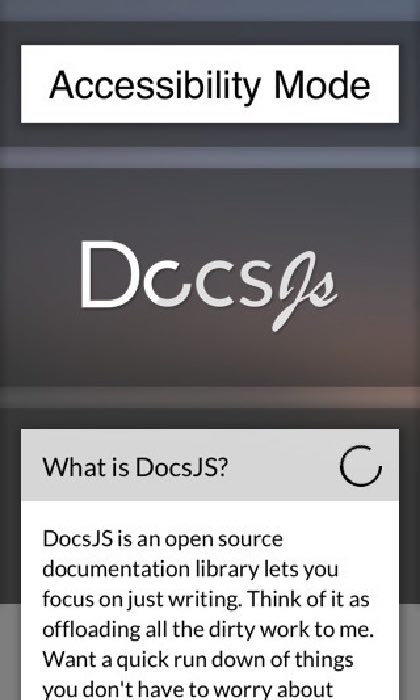 Accessibility Mode
DocsJs
What is DocsJS?
DocsJS is an open source
documentation library lets you
focus on just writing. Think of it as
offloading all the dirty work to me.
Want a quick run down of things
you don't have to worry about